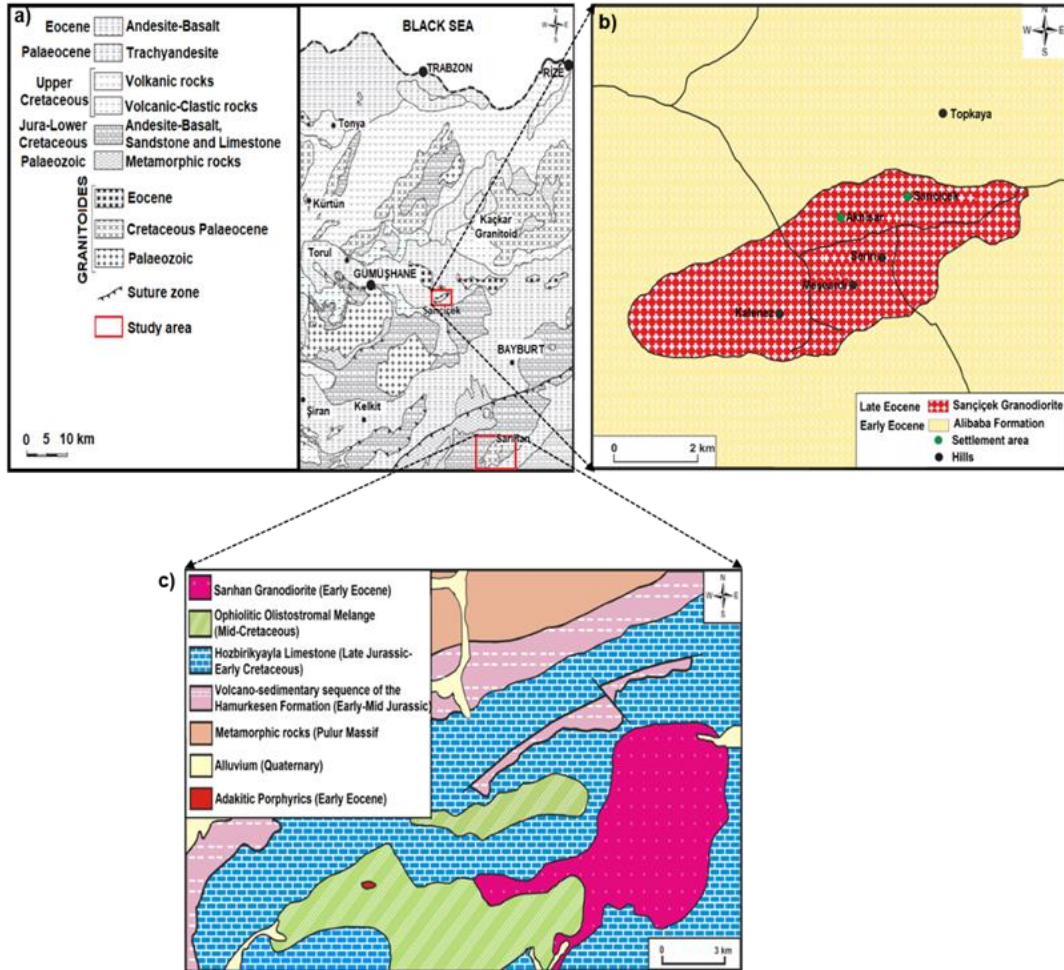 a)
Eocene Andesite-Basalt
Palaeocene Trachyandesite
Upper
Cretaceous
Volkanic rocks
Volcanic-Clastic rocks
Jura-Lower
Cretaceous
Andesite-Basalt,
Sandstone and Limestone
Palaeozoic Metamorphic rocks
GRANITOIDES
Eocene
Cretaceous Palaeocene
Palaeozoic
Suture zone
Study area
0 5 10 km
BLACK SEA
N
W E
S
TRABZON
RİZE
Tonya
Kürtün
Kaçkar
Granitoid
Torul
GÜMÜŞHANE
Sarıçiçek
BAYBURT
Şiran
Kelkit
Sarıhan
b)
N
W E
S
Topkaya
Sarıçiçek
Akhisar
Kalenez
Late Eocene Sarıçiçek Granodiorite
Early Eocene Alibaba Formation
Settlement area
Hills
0 2 km
c)
Sarıhan Granodiorite (Early Eocene)
Ophiolitic Olistostromal Melange
(Mid-Cretaceous)
Hozbirikyayla Limestone (Late Jurassic-
Early Cretaceous)
Volcano-sedimentary sequence of the
Hamurkesen Formation (Early-Mid Jurassic)
Metamorphic rocks (Pulur Massif
Alluvium (Quaternary)
Adakitic Porphyrics (Early Eocene)
N
W E
S
0 3 km